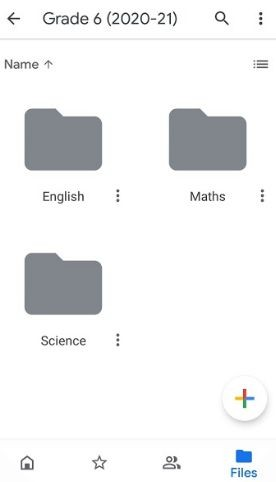 Grade 6 (2020-21)
Name
English
Maths
Science
Files